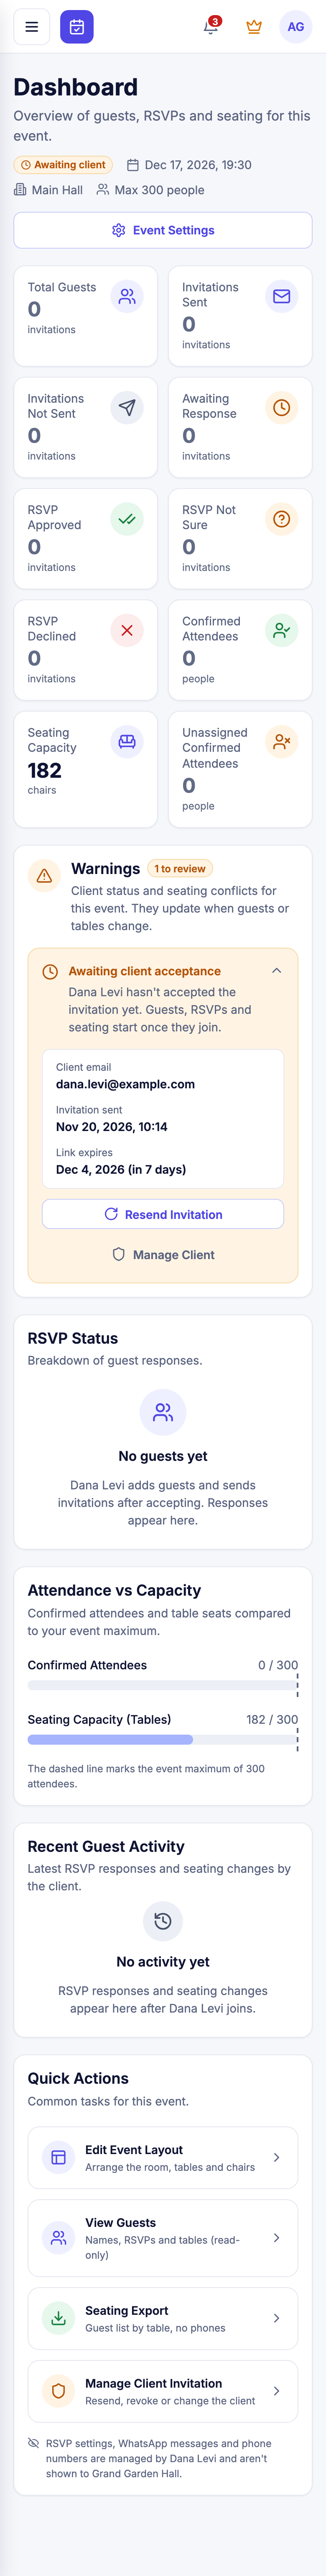 3
AG
Dashboard
Overview of guests, RSVPs and seating for this
event.
Awaiting client
Dec 17, 2026, 19:30
Main Hall
Max 300 people
Event Settings
Total Guests
0
invitations
Invitations
Sent
0
invitations
Invitations
Not Sent
0
invitations
Awaiting
Response
0
invitations
RSVP
Approved
0
invitations
RSVP Not
Sure
0
invitations
RSVP
Declined
0
invitations
Confirmed
Attendees
0
people
Seating
Capacity
182
chairs
Unassigned
Confirmed
Attendees
0
people
Warnings
1 to review
Client status and seating conflicts for
this event. They update when guests or
tables change.
Awaiting client acceptance
Dana Levi hasn't accepted the
invitation yet. Guests, RSVPs and
seating start once they join.
Client email
dana.levi@example.com
Invitation sent
Nov 20, 2026, 10:14
Link expires
Dec 4, 2026 (in 7 days)
Resend Invitation
Manage Client
RSVP Status
Breakdown of guest responses.
No guests yet
Dana Levi adds guests and sends
invitations after accepting. Responses
appear here.
Attendance vs Capacity
Confirmed attendees and table seats compared
to your event maximum.
Confirmed Attendees
0 / 300
Seating Capacity (Tables)
182 / 300
The dashed line marks the event maximum of 300
attendees.
Recent Guest Activity
Latest RSVP responses and seating changes by
the client.
No activity yet
RSVP responses and seating changes
appear here after Dana Levi joins.
Quick Actions
Common tasks for this event.
Edit Event Layout
Arrange the room, tables and chairs
View Guests
Names, RSVPs and tables (read-
only)
Seating Export
Guest list by table, no phones
Manage Client Invitation
Resend, revoke or change the client
RSVP settings, WhatsApp messages and phone
numbers are managed by Dana Levi and aren't
shown to Grand Garden Hall.